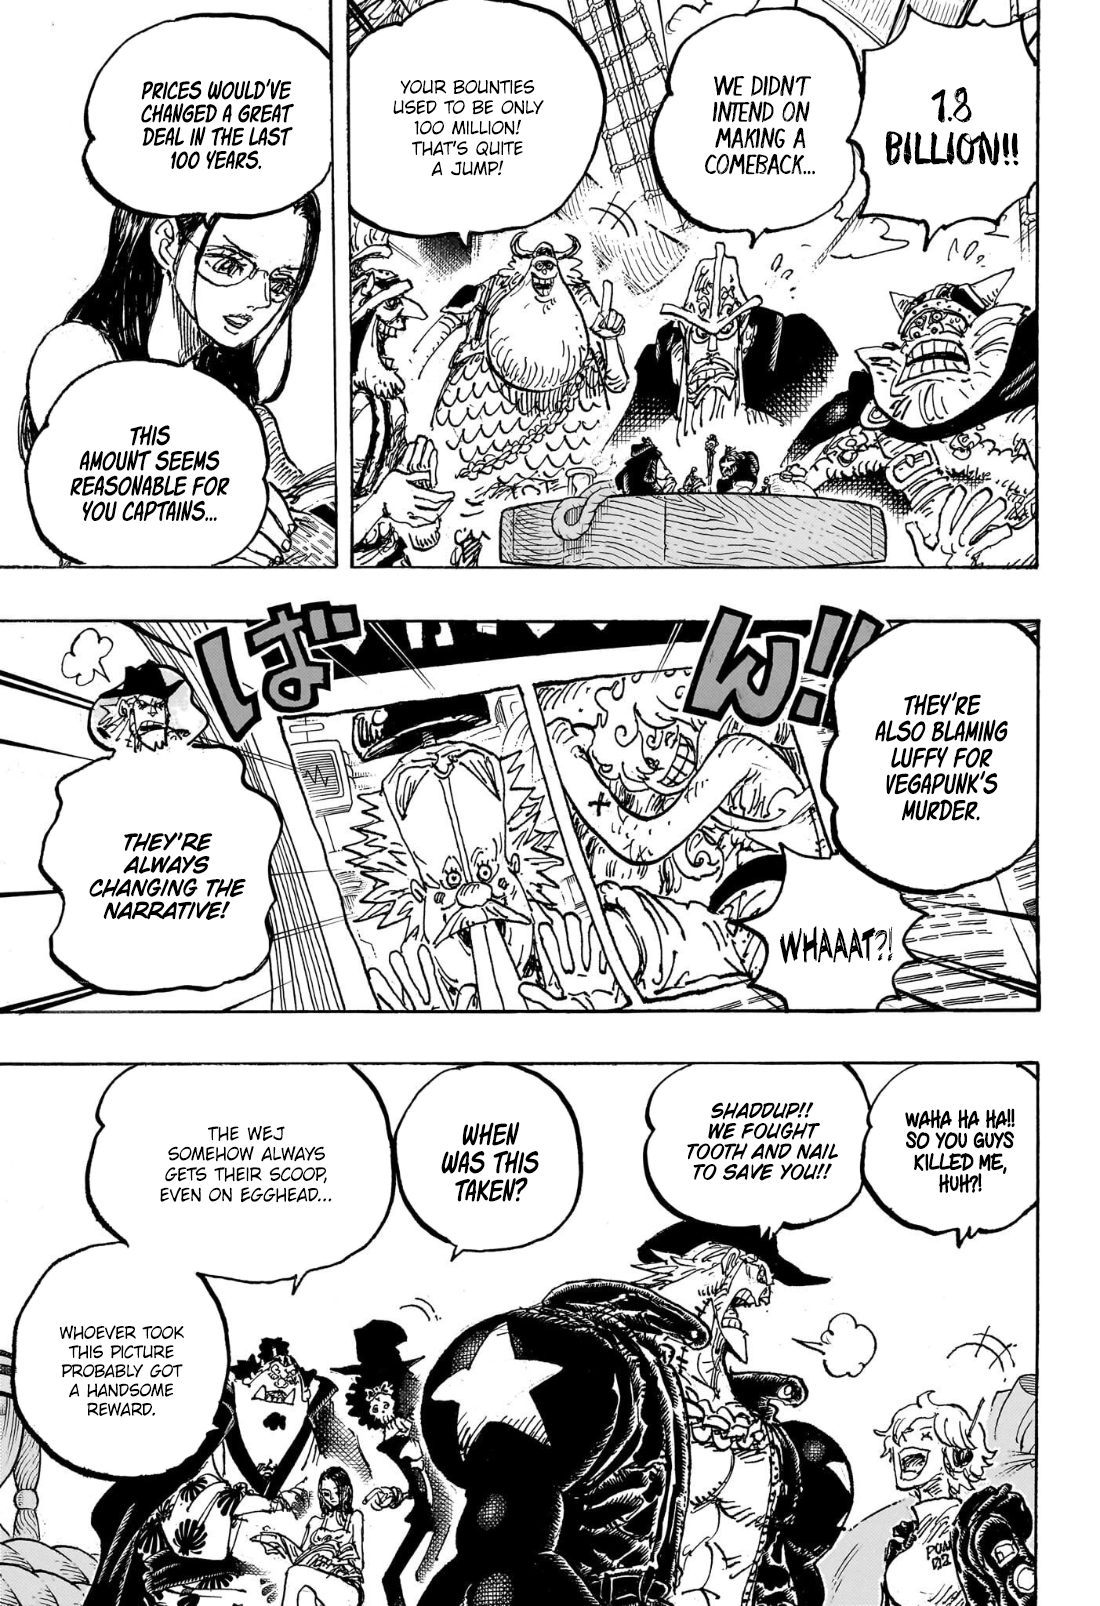 1.8
BILLION!!
WE DIDN'T
INTEND ON
MAKING A
COMEBACK...
YOUR BOUNTIES
USED TO BE ONLY
100 MILLION!
THAT'S QUITE
A JUMP!
PRICES WOULD'VE
CHANGED A GREAT
DEAL IN THE LAST
100 YEARS.
THIS
AMOUNT SEEMS
REASONABLE FOR
YOU CAPTAINS...
THEY'RE
ALSO BLAMING
LUFFY FOR
VEGAPUNK'S
MURDER.
ばん!!
WHAAAT?!
THEY'RE
ALWAYS
CHANGING THE
NARRATIVE!
WAHA HA HA!!
SO YOU GUYS
KILLED ME,
HUH?!
SHADDUP!!
WE FOUGHT
TOOTH AND NAIL
TO SAVE YOU!!
WHEN
WAS THIS
TAKEN?
THE WEJ
SOMEHOW ALWAYS
GETS THEIR SCOOP,
EVEN ON EGGHEAD...
WHOEVER TOOK
THIS PICTURE
PROBABLY GOT
A HANDSOME
REWARD.